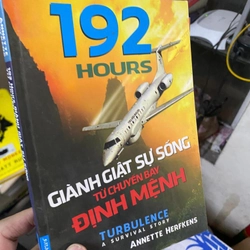 192
HOURS
GIÀNH GIẬT SỰ SỐNG
TỪ CHUYẾN BAY
ĐỊNH MỆNH
TURBULENCE
A SURVIVAL STORY
ANNETTE HERFKENS